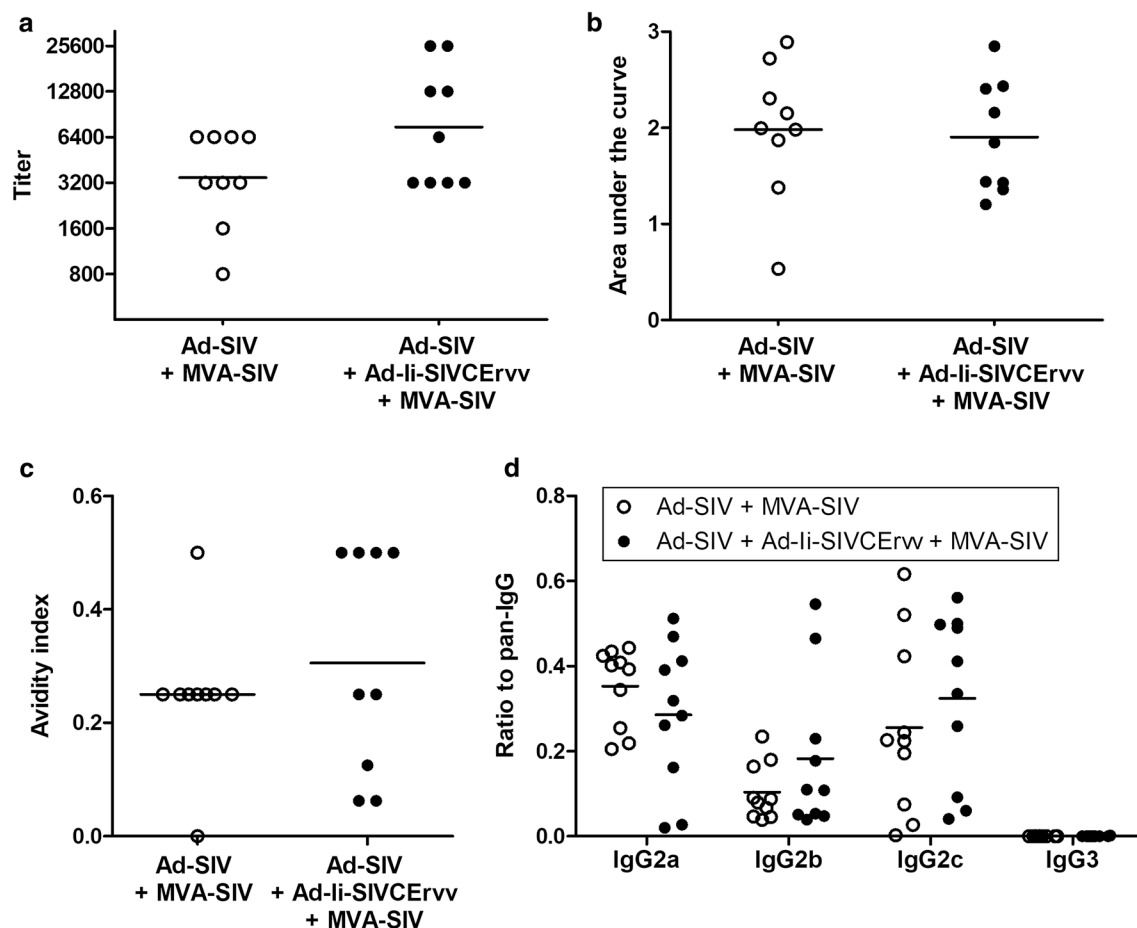 a
25600
12800
6400
3200
1600
800
Titer
Ad-SIV
+ MVA-SIV
Ad-SIV
+ Ad-Ii-SIVCErvv
+ MVA-SIV
b
3
2
1
0
Area under the curve
Ad-SIV
+ MVA-SIV
Ad-SIV
+ Ad-Ii-SIVCErvv
+ MVA-SIV
c
0.6
0.4
0.2
0.0
Avidity index
Ad-SIV
+ MVA-SIV
Ad-SIV
+ Ad-Ii-SIVCErvv
+ MVA-SIV
d
Ad-SIV + MVA-SIV
Ad-SIV + Ad-Ii-SIVCErvv + MVA-SIV
0.8
0.6
0.4
0.2
0.0
Ratio to pan-IgG
IgG2a
IgG2b
IgG2c
IgG3